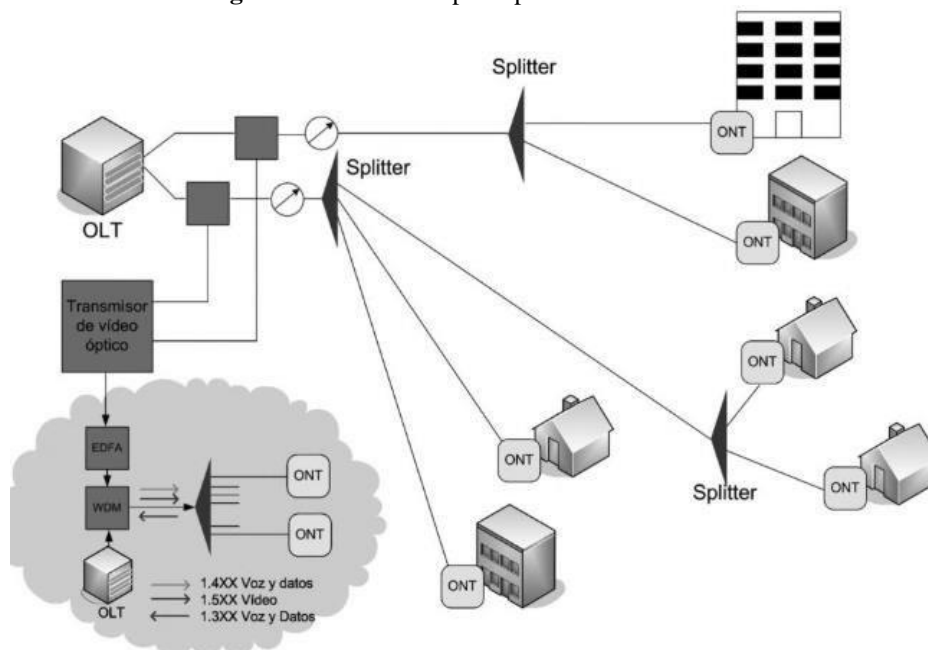 Splitter
ONT
OLT
Splitter
ONT
Transmisor
de vídeo
óptico
ONT
EDFA
WDM
ONT
ONT
ONT
ONT
Splitter
ONT
OLT
1.4XX Voz y datos
1.5XX Vídeo
1.3XX Voz y Datos
ONT